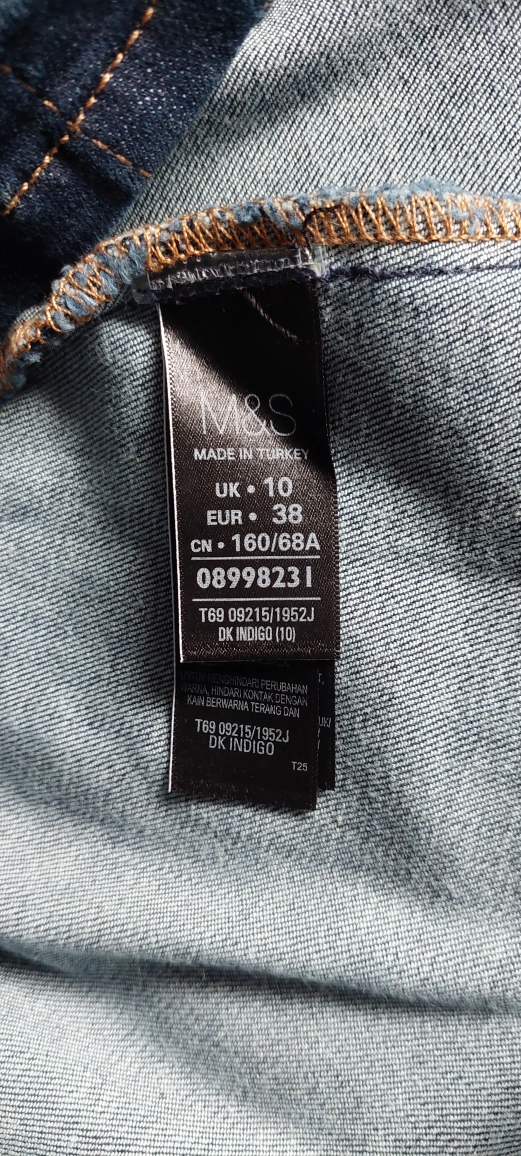 M&S
MADE IN TURKEY
UK • 10
EUR • 38
CN • 160/68A
08998231
T69 09215/1952J
DK INDIGO (10)
UNTUK MENGHINDARI PERUBAHAN
WARNA, HINDARI KONTAK DENGAN
KAIN BERWARNA TERANG DAN
UKI
T69 09215/1952J
DK INDIGO
T25